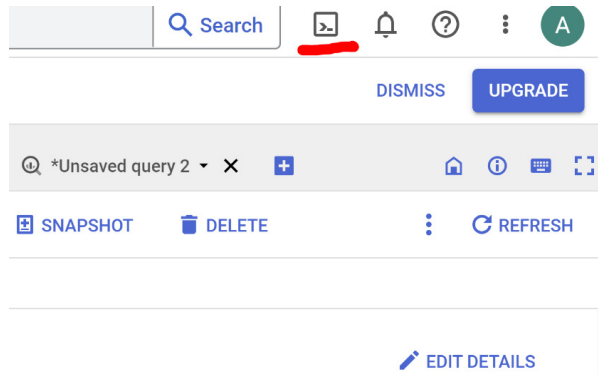 Search A
DISMISS UPGRADE
*Unsaved query 2
SNAPSHOT DELETE REFRESH
EDIT DETAILS